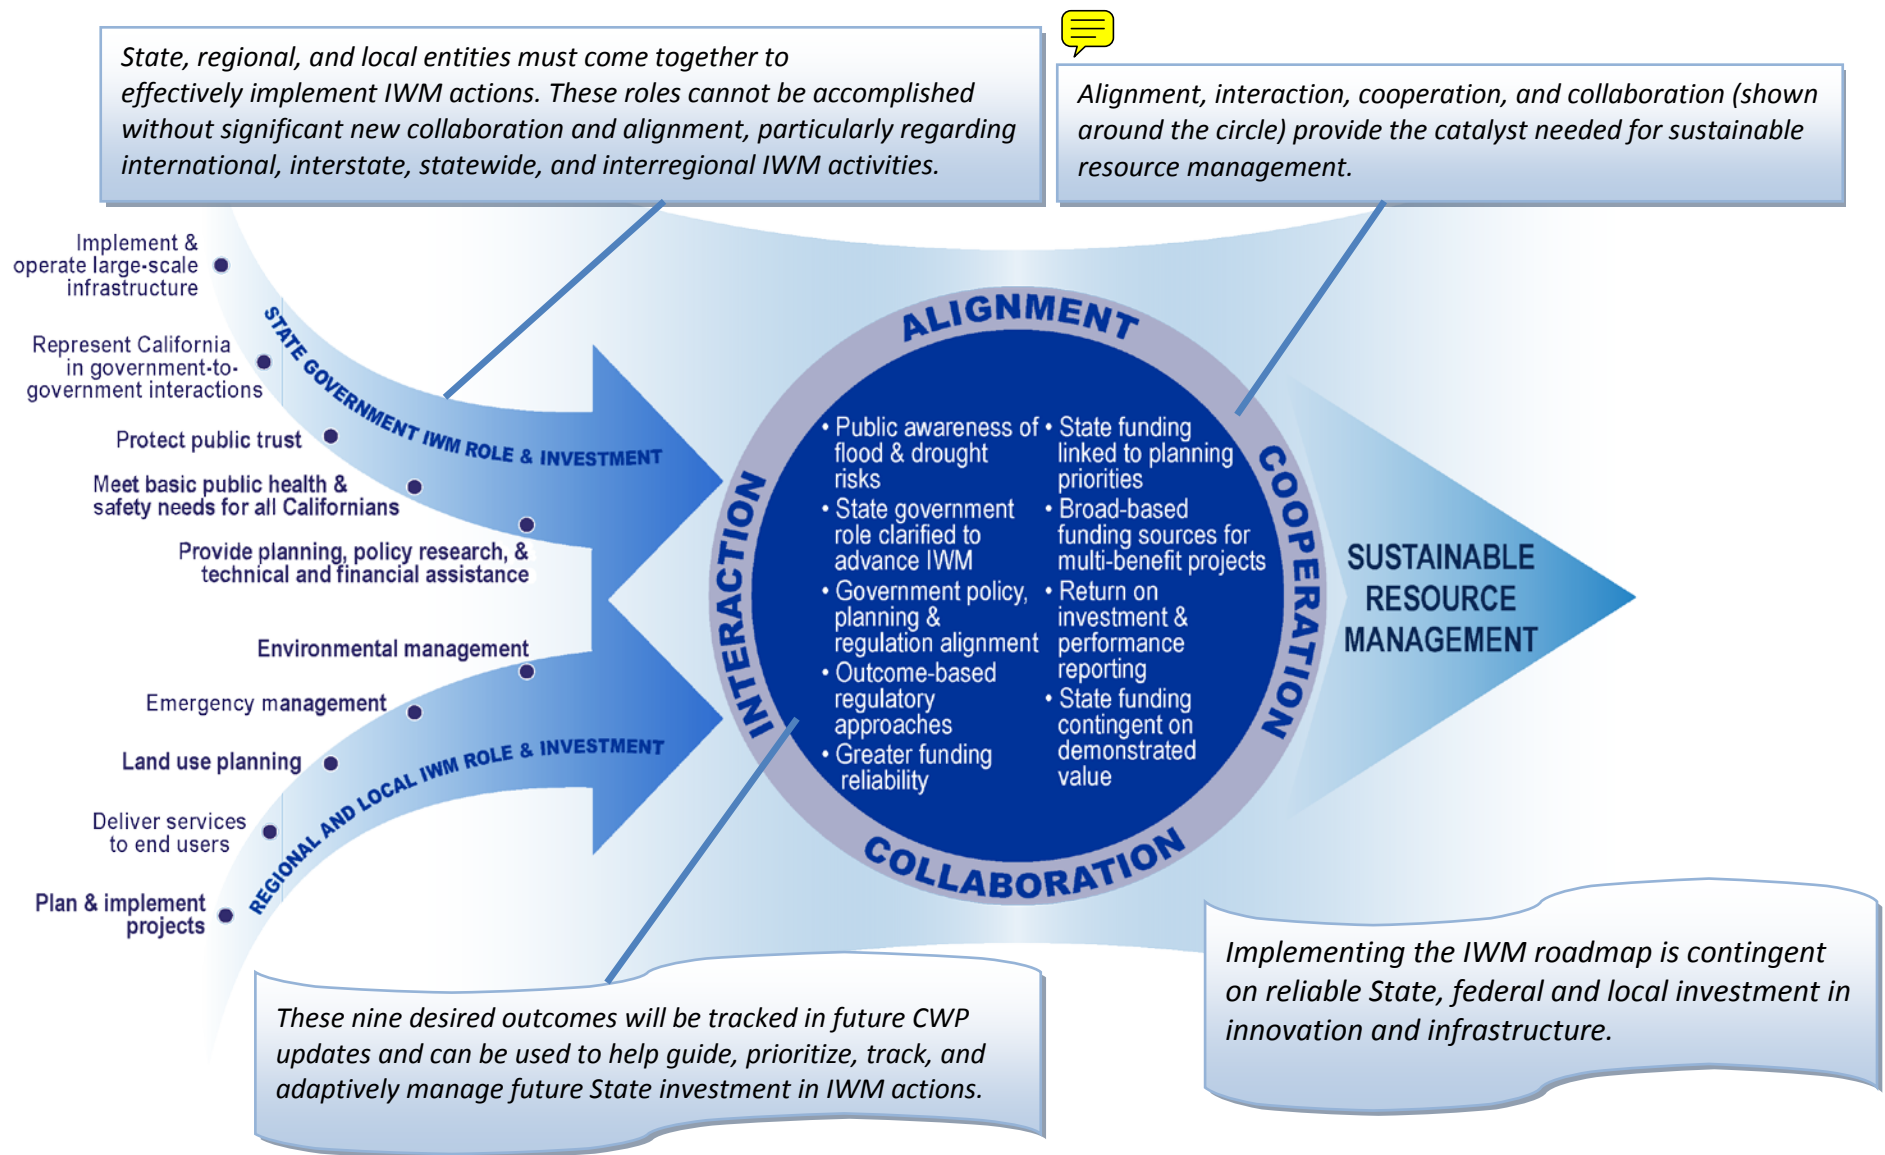 State, regional, and local entities must come together to
effectively implement IWM actions. These roles cannot be accomplished
without significant new collaboration and alignment, particularly regarding
international, interstate, statewide, and interregional IWM activities.
Alignment, interaction, cooperation, and collaboration (shown
around the circle) provide the catalyst needed for sustainable
resource management.
Implement &
operate large-scale
infrastructure
Represent California
in government-to-
government interactions
Protect public trust
Meet basic public health &
safety needs for all Californians
Provide planning, policy research, &
technical and financial assistance
STATE GOVERNMENT IWM ROLE & INVESTMENT
Environmental management
Emergency management
Land use planning
Deliver services
to end users
Plan & implement
projects
REGIONAL AND LOCAL IWM ROLE & INVESTMENT
ALIGNMENT
INTERACTION
COOPERATION
COLLABORATION
• Public awareness of
flood & drought
risks
• State government
role clarified to
advance IWM
• Government policy,
planning &
regulation alignment
• Outcome-based
regulatory
approaches
• Greater funding
reliability
• State funding
linked to planning
priorities
• Broad-based
funding sources for
multi-benefit projects
• Return on
investment &
performance
reporting
• State funding
contingent on
demonstrated
value
SUSTAINABLE
RESOURCE
MANAGEMENT
These nine desired outcomes will be tracked in future CWP
updates and can be used to help guide, prioritize, track, and
adaptively manage future State investment in IWM actions.
Implementing the IWM roadmap is contingent
on reliable State, federal and local investment in
innovation and infrastructure.